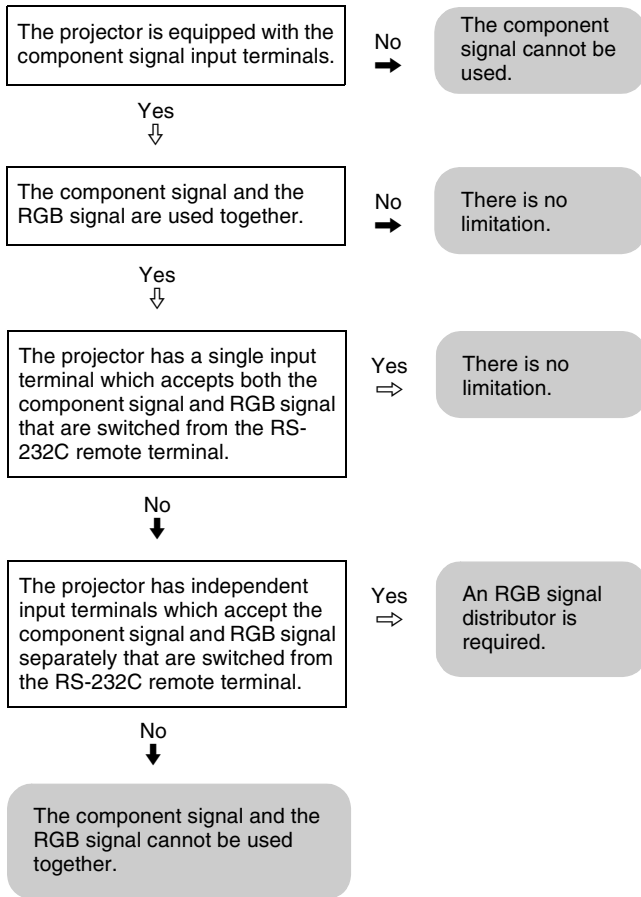 The projector is equipped with the
component signal input terminals.
No
The component
signal cannot be
used.
Yes
The component signal and the
RGB signal are used together.
No
There is no
limitation.
Yes
The projector has a single input
terminal which accepts both the
component signal and RGB signal
that are switched from the RS-
232C remote terminal.
Yes
There is no
limitation.
No
The projector has independent
input terminals which accept the
component signal and RGB signal
separately that are switched from
the RS-232C remote terminal.
Yes
An RGB signal
distributor is
required.
No
The component signal and the
RGB signal cannot be used
together.